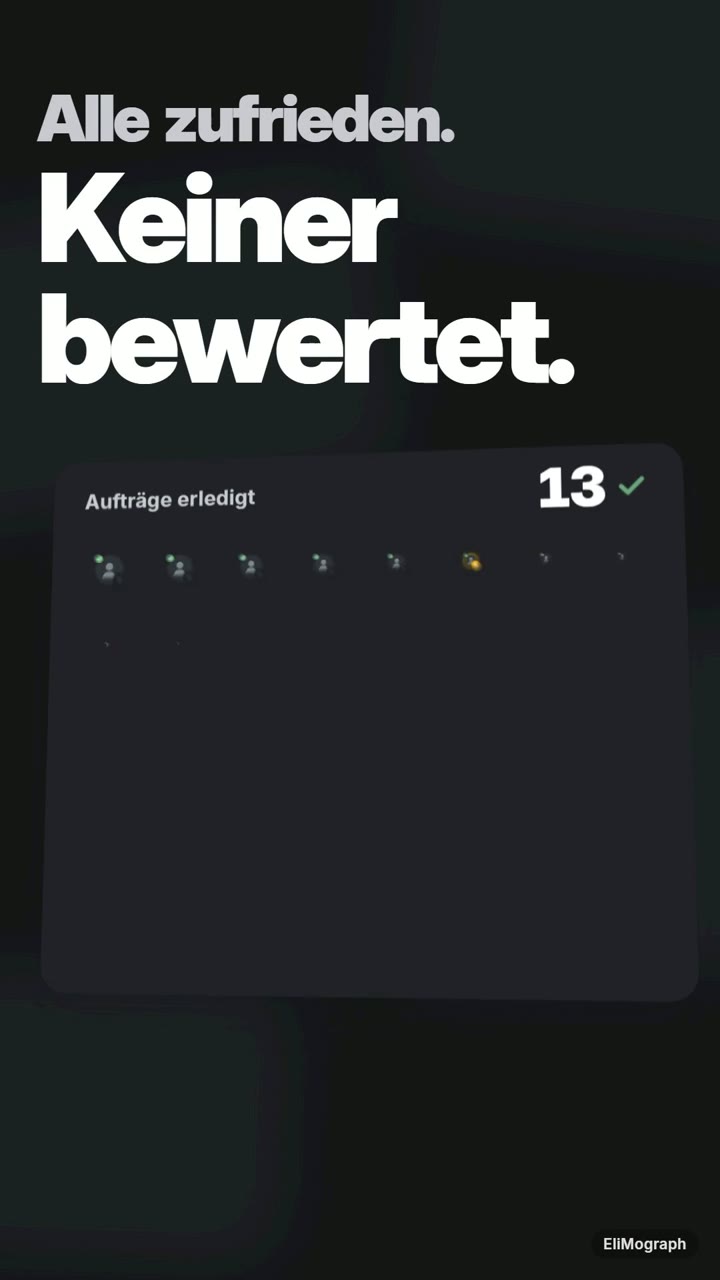 Alle zufrieden.
Keiner
bewertet.
Aufträge erledigt
13
EliMograph